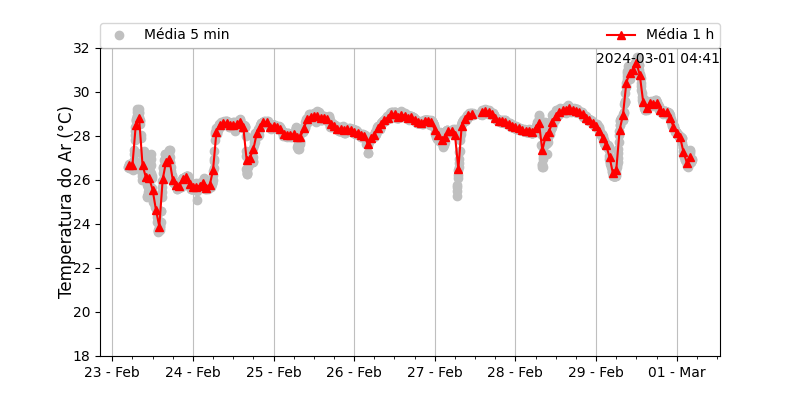 Média 5 min
Média 1 h
2024-03-01 04:41
Temperatura do Ar (°C)
32
30
28
26
24
22
20
18
23 - Feb
24 - Feb
25 - Feb
26 - Feb
27 - Feb
28 - Feb
29 - Feb
01 - Mar